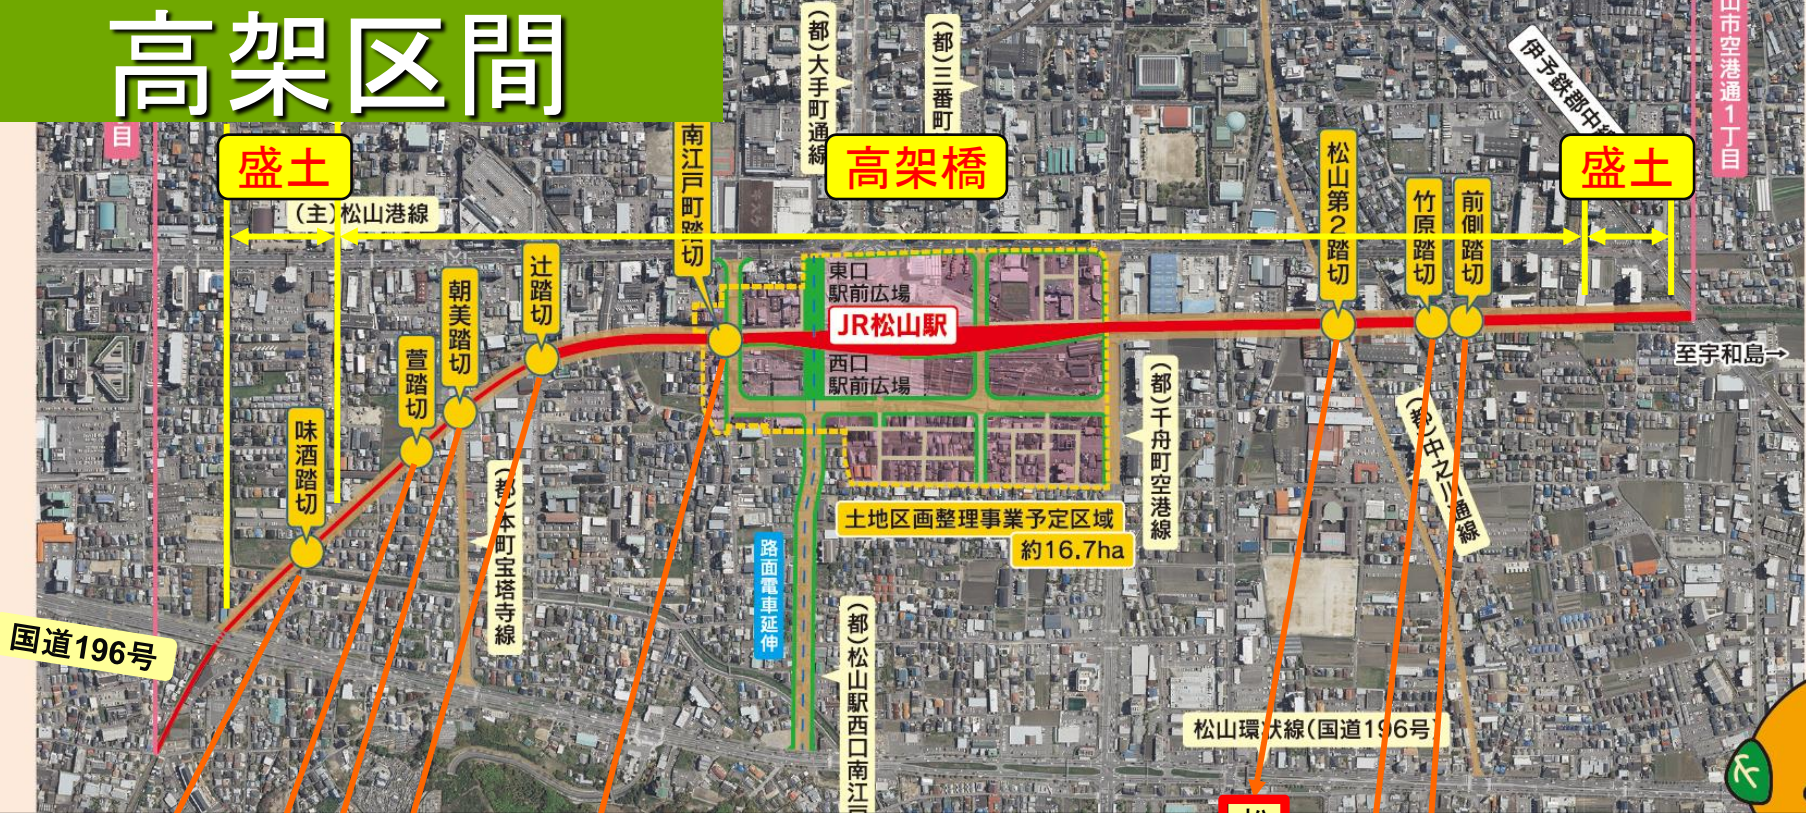 高架区間
目
盛土
(主)松山港線
南江戸町踏切
(都)大手町通線
(都)三番町
高架橋
松山第2踏切
竹原踏切
前側踏切
伊予鉄郡中線
盛土
山市空港通1丁目
辻踏切
朝美踏切
萱踏切
味酒踏切
東口
駅前広場
JR松山駅
西口
駅前広場
至宇和島→
(都)千舟町空港線
(都)中之川通線
(都)本町宝塔寺線
土地区画整理事業予定区域
約16.7ha
路面電車延伸
(都)松山駅西口南江戸
国道196号
松山環状線(国道196号)
松